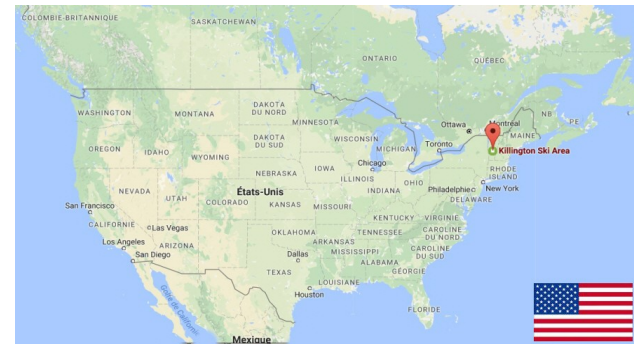 COLOMBIE-BRITANNIQUE
SASKATCHEWAN
ONTARIO
QUÉBEC
NB
PE
WASHINGTON
MONTANA
DAKOTA
DU NORD
MINNESOTA
Ottawa
Montréal
MAINE
OREGON
IDAHO
WYOMING
DAKOTA
DU SUD
WISCONSIN
MICHIGAN
Toronto
Killington Ski Area
NEBRASKA
IOWA
Chicago
ILLINOIS
INDIANA
OHIO
RHODE
ISLAND
Philadelphie
New York
DELAWARE
NEVADA
UTAH
COLORADO
États-Unis
KANSAS
MISSOURI
KENTUCKY
VIRGINIE
San Francisco
CALIFORNIE
Las Vegas
OKLAHOMA
TENNESSEE
CAROLINE
DU NORD
Los Angeles
ARIZONA
San Diego
ARKANSAS
MISSISSIPPI
CAROLINE
DU SUD
Dallas
ALABAMA
GÉORGIE
TEXAS
LOUISIANE
Houston
Golfe de Californie
FLORIDE
Mexique